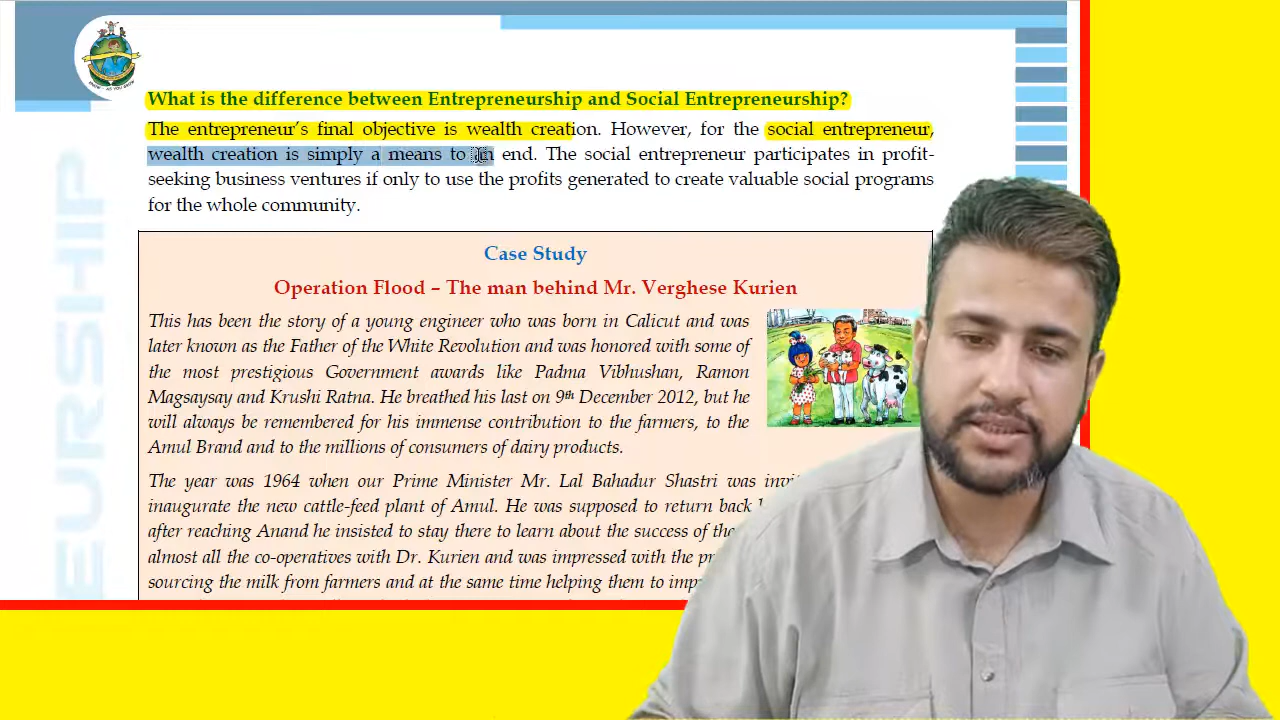 What is the difference between Entrepreneurship and Social Entrepreneurship?
The entrepreneur's final objective is wealth creation. However, for the social entrepreneur,
wealth creation is simply a means to an end. The social entrepreneur participates in profit-
seeking business ventures if only to use the profits generated to create valuable social programs
for the whole community.
Case Study
Operation Flood – The man behind Mr. Verghese Kurien
This has been the story of a young engineer who was born in Calicut and was
later known as the Father of the White Revolution and was honored with some of
the most prestigious Government awards like Padma Vibhushan, Ramon
Magsaysay and Krushi Ratna. He breathed his last on 9th December 2012, but he
will always be remembered for his immense contribution to the farmers, to the
Amul Brand and to the millions of consumers of dairy products.
The year was 1964 when our Prime Minister Mr. Lal Bahadur Shastri was
inaugurate the new cattle-feed plant of Amul. He was supposed to return back
after reaching Anand he insisted to stay there to learn about the success of
almost all the co-operatives with Dr. Kurien and was impressed with the
sourcing the milk from farmers and at the same time helping them to
EURSHIP